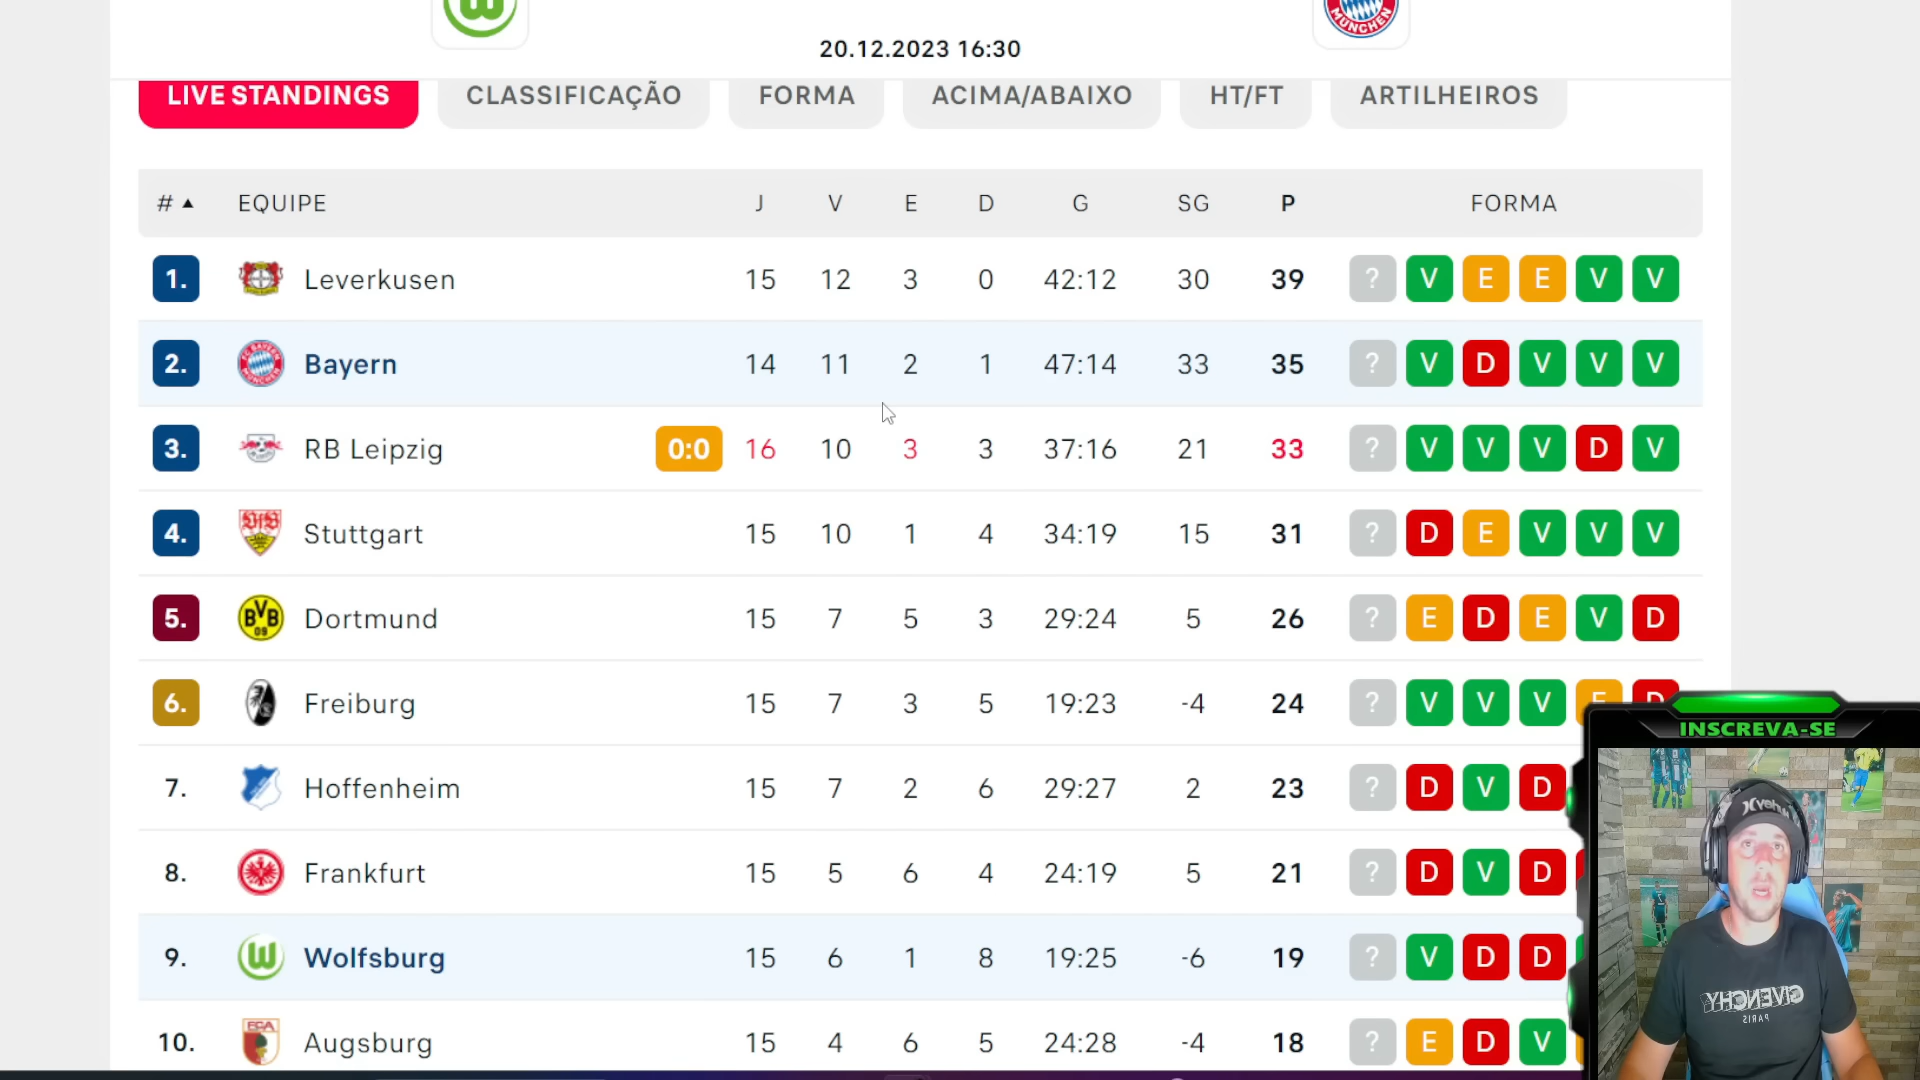 20.12.2023 16:30
LIVE STANDINGS CLASSIFICAÇÃO FORMA ACIMA/ABAIXO HT/FT ARTILHEIROS
# EQUIPE J V E D G SG P FORMA
1. Leverkusen 15 12 3 0 42:12 30 39 ? V E E V V
2. Bayern 14 11 2 1 47:14 33 35 ? V D V V V
3. RB Leipzig 0:0 16 10 3 3 37:16 21 33 ? V V V D V
4. Stuttgart 15 10 1 4 34:19 15 31 ? D E V V V
5. Dortmund 15 7 5 3 29:24 5 26 ? E D E V D
6. Freiburg 15 7 3 5 19:23 -4 24 ? V V V E D
7. Hoffenheim 15 7 2 6 29:27 2 23 ? D V D
8. Frankfurt 15 5 6 4 24:19 5 21 ? D V D
9. Wolfsburg 15 6 1 8 19:25 -6 19 ? V D D
10. Augsburg 15 4 6 5 24:28 -4 18 ? E D V
INSCREVA-SE
GIVENCHY
PARIS